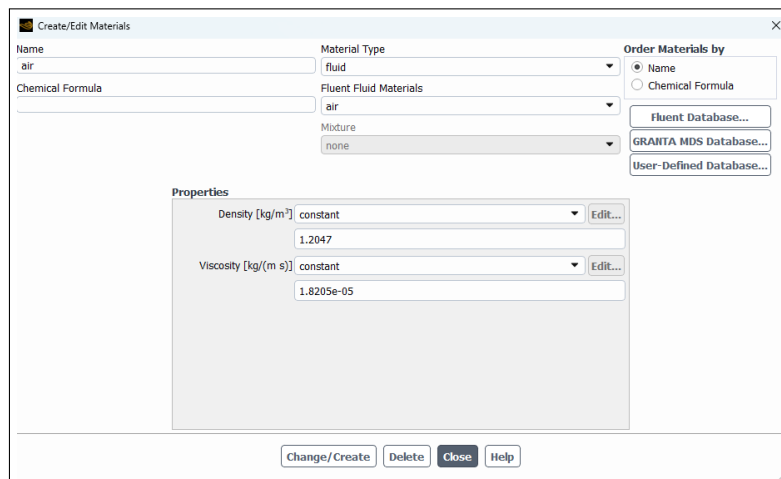 Create/Edit Materials
Name
air
Material Type
fluid
Order Materials by
Name
Chemical Formula
Chemical Formula
Fluent Fluid Materials
air
Fluent Database...
Mixture
none
GRANTA MDS Database...
User-Defined Database...
Properties
Density [kg/m³] constant Edit...
1.2047
Viscosity [kg/(m s)] constant Edit...
1.8205e-05
Change/Create Delete Close Help